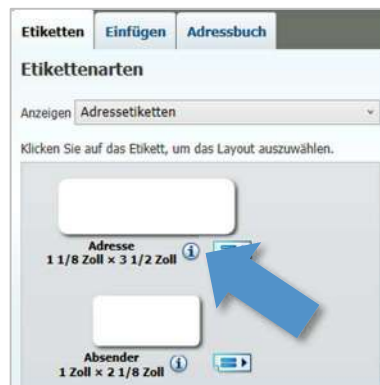 Etiketten Einfügen Adressbuch
Etikettenarten
Anzeigen Adressetiketten
Klicken Sie auf das Etikett, um das Layout auszuwählen.
Adresse
1 1/8 Zoll × 3 1/2 Zoll
Absender
1 Zoll × 2 1/8 Zoll